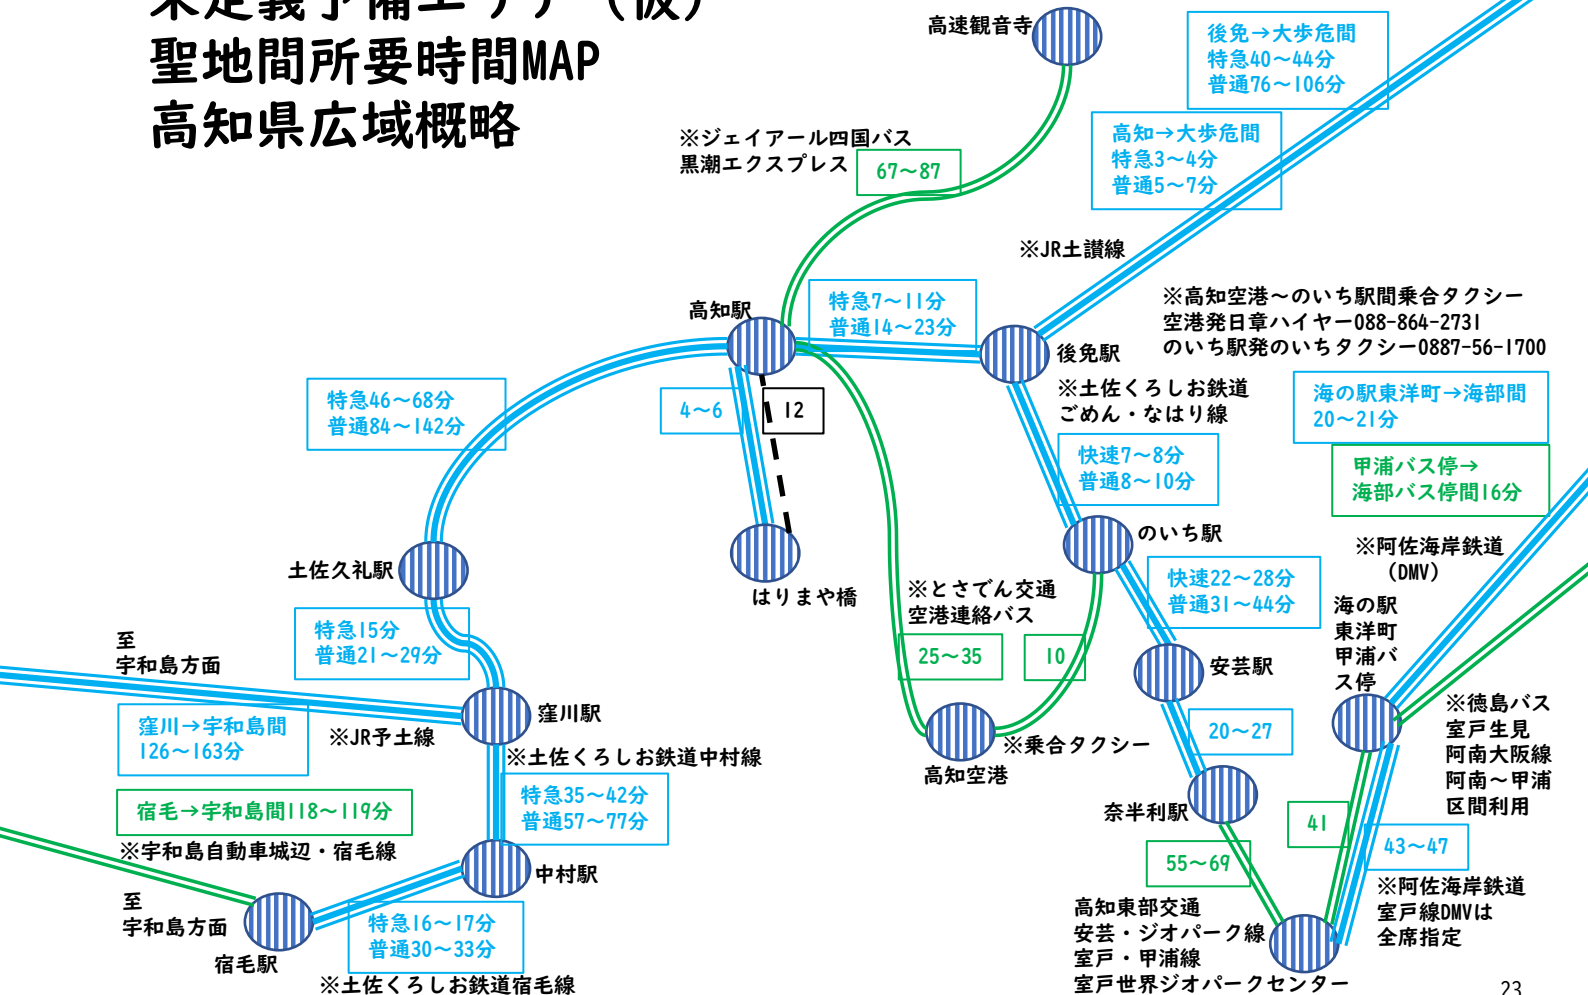 未定義予備エリア（仮）
聖地間所要時間MAP
高知県広域概略
高速観音寺
後免→大歩危間
特急40～44分
普通76～106分
※ジェイアール四国バス
黒潮エクスプレス
67～87
高知→大歩危間
特急3～4分
普通5～7分
※JR土讃線
高知駅
特急7～11分
普通14～23分
後免駅
※高知空港～のいち駅間乗合タクシー
空港発日章ハイヤー088-864-2731
のいち駅発のいちタクシー0887-56-1700
特急46～68分
普通84～142分
4～6
12
※土佐くろしお鉄道
ごめん・なはり線
海の駅東洋町→海部間
20～21分
快速7～8分
普通8～10分
甲浦バス停→
海部バス停間16分
のいち駅
土佐久礼駅
はりまや橋
※とさでん交通
空港連絡バス
快速22～28分
普通31～44分
※阿佐海岸鉄道
（DMV）
海の駅
東洋町
甲浦バ
ス停
特急15分
普通21～29分
至
宇和島方面
25～35
10
安芸駅
窪川→宇和島間
126～163分
※JR予土線
窪川駅
※土佐くろしお鉄道中村線
高知空港
※乗合タクシー
20～27
※徳島バス
室戸生見
阿南大阪線
阿南～甲浦
区間利用
宿毛→宇和島間118～119分
※宇和島自動車城辺・宿毛線
特急35～42分
普通57～77分
奈半利駅
41
43～47
中村駅
55～69
至
宇和島方面
宿毛駅
特急16～17分
普通30～33分
※土佐くろしお鉄道宿毛線
高知東部交通
安芸・ジオパーク線
室戸・甲浦線
室戸世界ジオパークセンター
※阿佐海岸鉄道
室戸線DMVは
全席指定
23